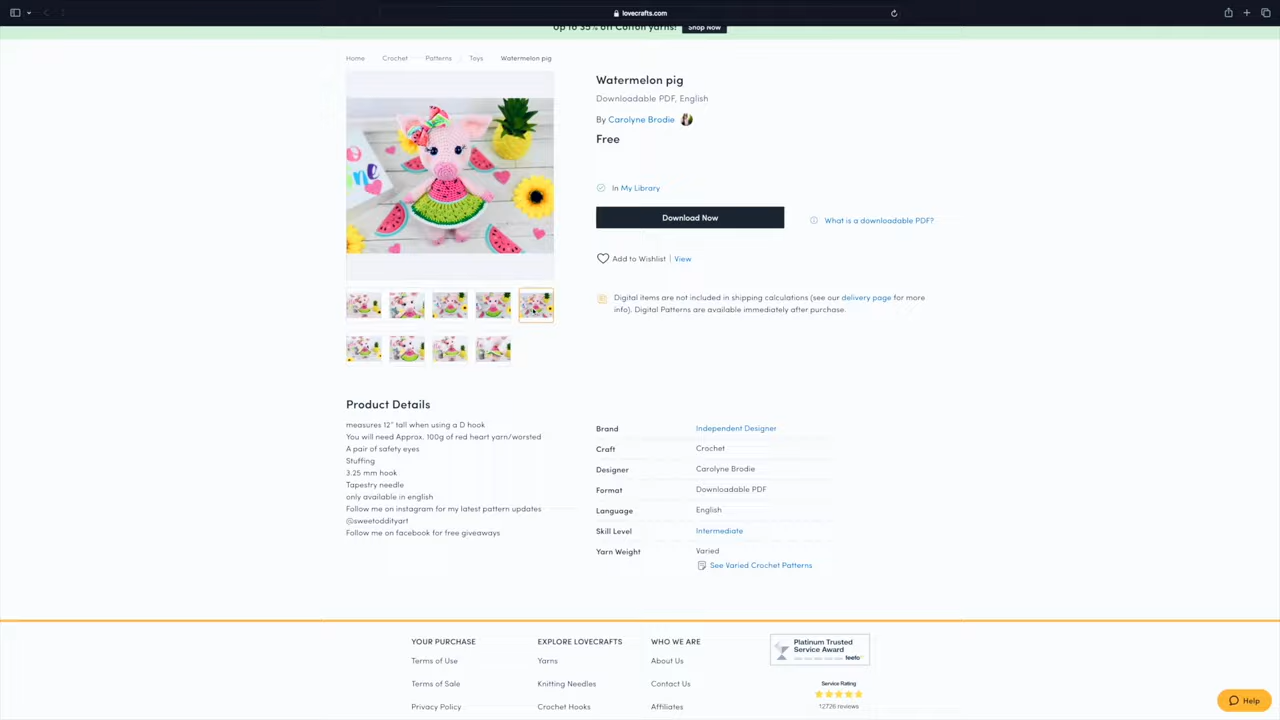 lovecrafts.com
Up to 35% off Cotton yarns! Shop Now
Home Crochet Patterns Toys Watermelon pig
Watermelon pig
Downloadable PDF, English
By Carolyne Brodie
Free
In My Library
Download Now
What is a downloadable PDF?
Add to Wishlist | View
Digital items are not included in shipping calculations (see our delivery page for more
info). Digital Patterns are available immediately after purchase.
Product Details
measures 12" tall when using a D hook
You will need Approx. 100g of red heart yarn/worsted
A pair of safety eyes
Stuffing
3.25 mm hook
Tapestry needle
only available in english
Follow me on instagram for my latest pattern updates
@sweetoddityart
Follow me on facebook for free giveaways
Brand Independent Designer
Craft Crochet
Designer Carolyne Brodie
Format Downloadable PDF
Language English
Skill Level Intermediate
Yarn Weight Varied
See Varied Crochet Patterns
YOUR PURCHASE
Terms of Use
Terms of Sale
Privacy Policy
EXPLORE LOVECRAFTS
Yarns
Knitting Needles
Crochet Hooks
WHO WE ARE
About Us
Contact Us
Affiliates
Platinum Trusted
Service Award
feefo
Service Rating
12726 reviews
Help